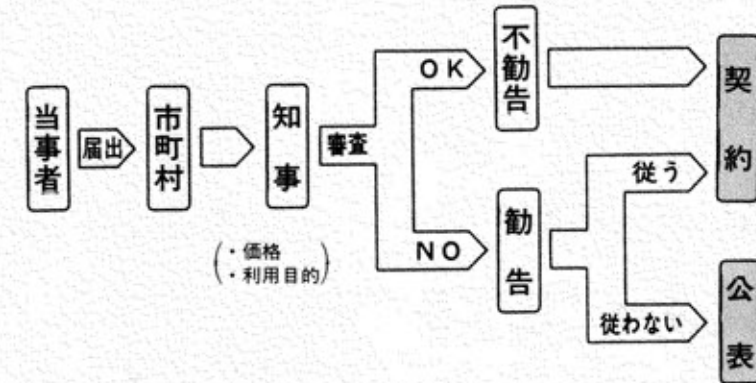 当事者
届出
市町村
知事
(・価格
・利用目的)
審査
OK
NO
不勧告
勧告
従う
従わない
契約
公表